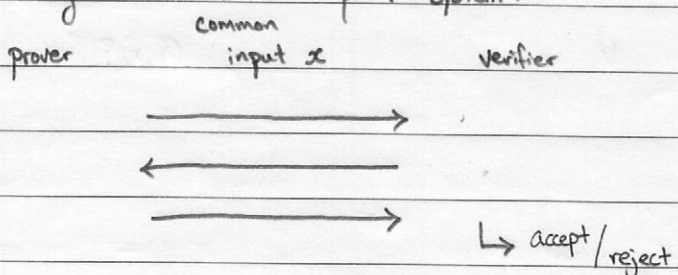 common
prover input x verifier
accept/reject